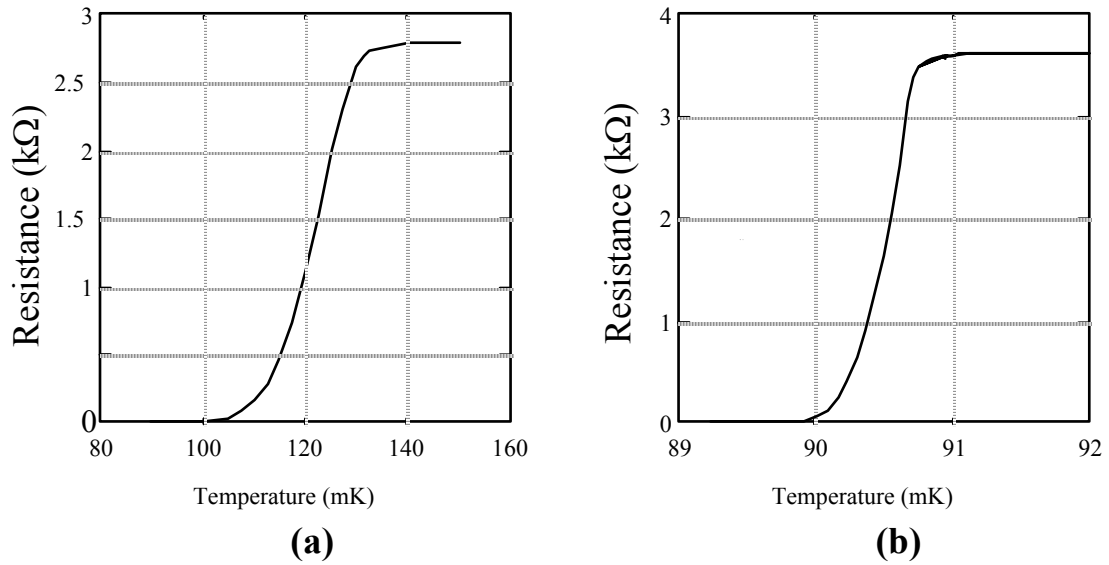 3
2.5
2
1.5
1
0
Resistance (kΩ)
80 100 120 140 160
Temperature (mK)
(a)
4
3
2
1
0
Resistance (kΩ)
89 90 91 92
Temperature (mK)
(b)